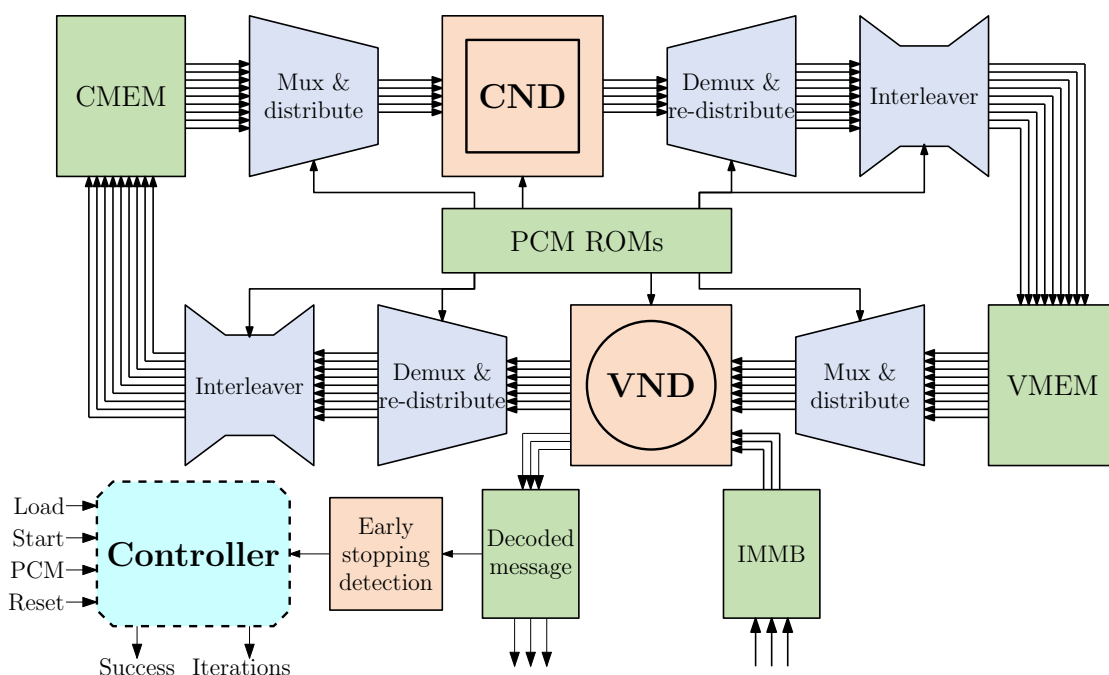 CMEM
Mux &
distribute
CND
Demux &
re-distribute
Interleaver
PCM ROMs
Interleaver
Demux &
re-distribute
VND
Mux &
distribute
VMEM
Load
Start
PCM
Reset
Controller
Early
stopping
detection
Decoded
message
IMMB
Success
Iterations